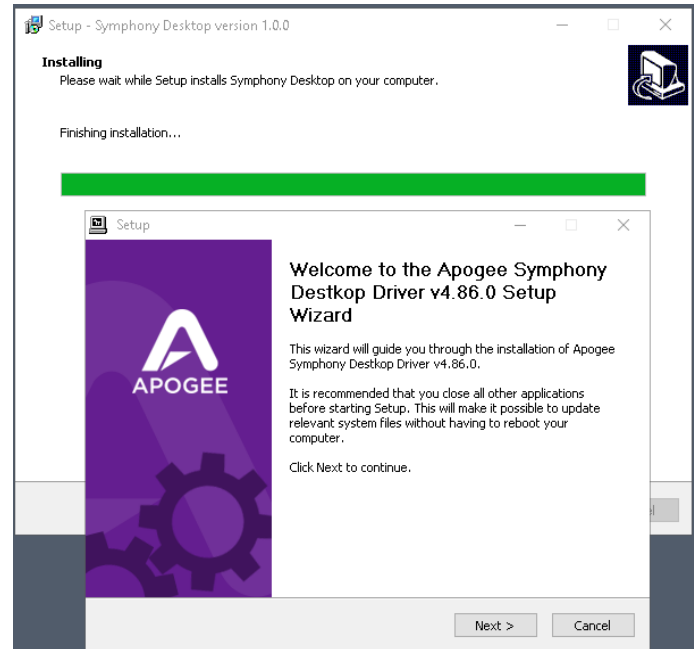 Setup - Symphony Desktop version 1.0.0
Installing
Please wait while Setup installs Symphony Desktop on your computer.
Finishing installation...
Setup
Welcome to the Apogee Symphony
Destkop Driver v4.86.0 Setup
Wizard
This wizard will guide you through the installation of Apogee
Symphony Destkop Driver v4.86.0.
It is recommended that you close all other applications
before starting Setup. This will make it possible to update
relevant system files without having to reboot your
computer.
Click Next to continue.
APOGEE
Next >
Cancel